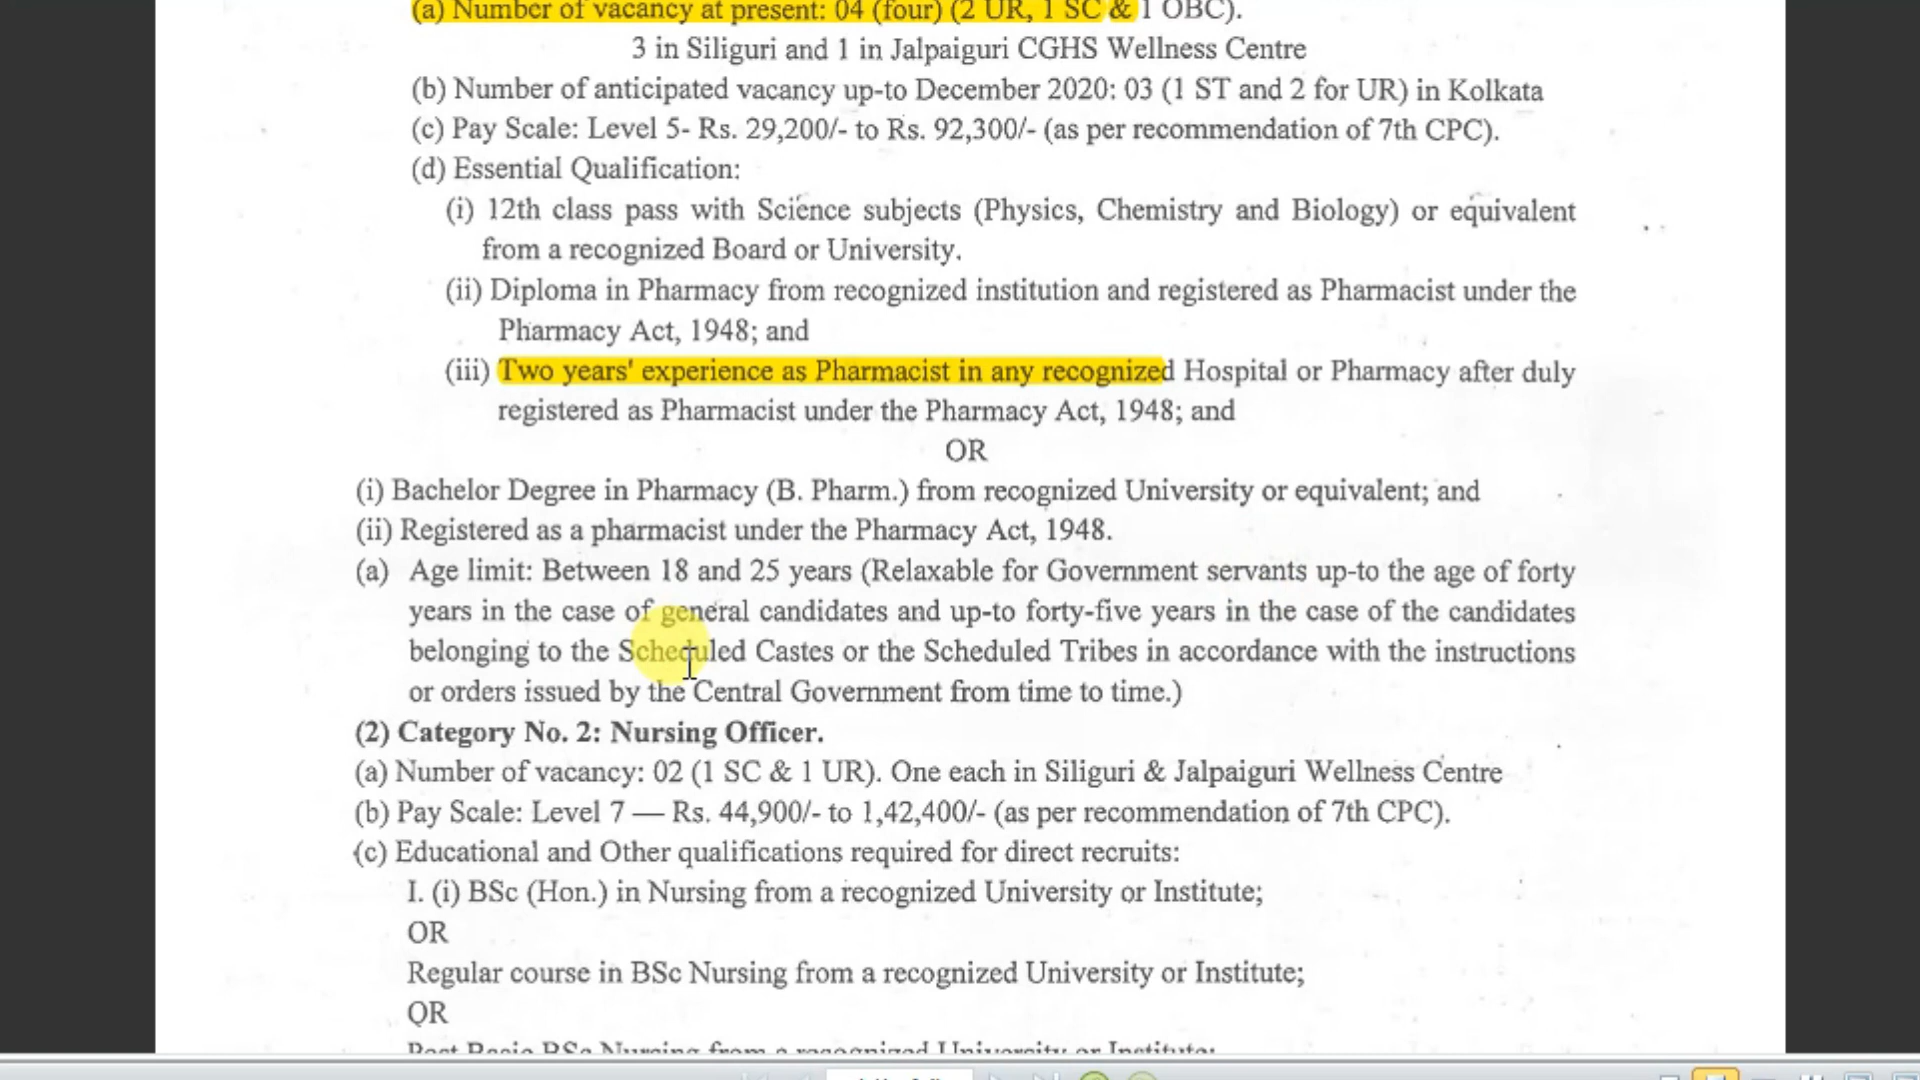 (a) Number of vacancy at present: 04 (four) (2 UR, 1 SC & 1 OBC).
3 in Siliguri and 1 in Jalpaiguri CGHS Wellness Centre
(b) Number of anticipated vacancy up-to December 2020: 03 (1 ST and 2 for UR) in Kolkata
(c) Pay Scale: Level 5- Rs. 29,200/- to Rs. 92,300/- (as per recommendation of 7th CPC).
(d) Essential Qualification:
(i) 12th class pass with Science subjects (Physics, Chemistry and Biology) or equivalent
from a recognized Board or University.
(ii) Diploma in Pharmacy from recognized institution and registered as Pharmacist under the
Pharmacy Act, 1948; and
(iii) Two years' experience as Pharmacist in any recognized Hospital or Pharmacy after duly
registered as Pharmacist under the Pharmacy Act, 1948; and
OR
(i) Bachelor Degree in Pharmacy (B. Pharm.) from recognized University or equivalent; and
(ii) Registered as a pharmacist under the Pharmacy Act, 1948.
(a) Age limit: Between 18 and 25 years (Relaxable for Government servants up-to the age of forty
years in the case of general candidates and up-to forty-five years in the case of the candidates
belonging to the Scheduled Castes or the Scheduled Tribes in accordance with the instructions
or orders issued by the Central Government from time to time.)
(2) Category No. 2: Nursing Officer.
(a) Number of vacancy: 02 (1 SC & 1 UR). One each in Siliguri & Jalpaiguri Wellness Centre
(b) Pay Scale: Level 7 — Rs. 44,900/- to 1,42,400/- (as per recommendation of 7th CPC).
(c) Educational and Other qualifications required for direct recruits:
I. (i) BSc (Hon.) in Nursing from a recognized University or Institute;
OR
Regular course in BSc Nursing from a recognized University or Institute;
OR
Post Basic BSc Nursing from a recognized University or Institute;